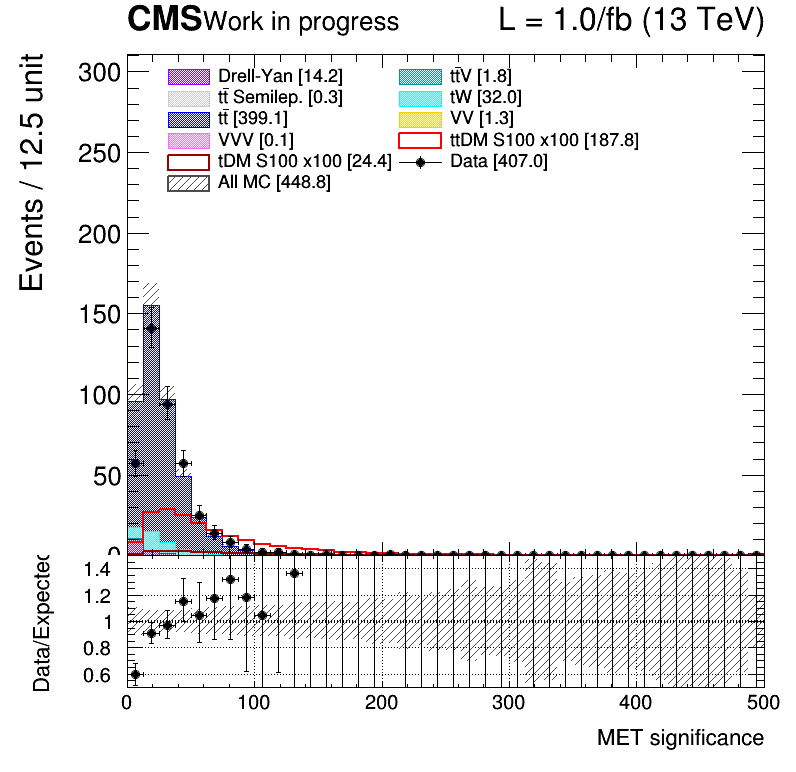 CMS Work in progress L = 1.0/fb (13 TeV)
Events / 12.5 unit
300
250
200
150
100
50
0
Drell-Yan [14.2] tt̄V [1.8]
tt̄ Semilep. [0.3] tW [32.0]
tt̄ [399.1] VV [1.3]
VVV [0.1] ttDM S100 x100 [187.8]
tDM S100 x100 [24.4] Data [407.0]
All MC [448.8]
Data/Expected
1.4
1.2
1
0.8
0.6
0 100 200 300 400 500
MET significance